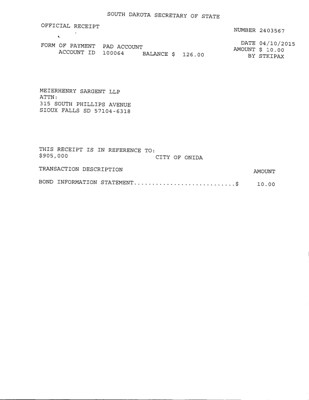 SOUTH DAKOTA SECRETARY OF STATE
OFFICIAL RECEIPT
NUMBER 2403567
DATE 04/10/2015
FORM OF PAYMENT PAD ACCOUNT
AMOUNT $ 10.00
ACCOUNT ID 100064 BALANCE $ 126.00
BY STEIPAX
MEIERHENRY SARGENT LLP
ATTN:
315 SOUTH PHILLIPS AVENUE
SIOUX FALLS SD 57104-6318
THIS RECEIPT IS IN REFERENCE TO:
$905,000 CITY OF ONIDA
TRANSACTION DESCRIPTION AMOUNT
BOND INFORMATION STATEMENT...........................$ 10.00